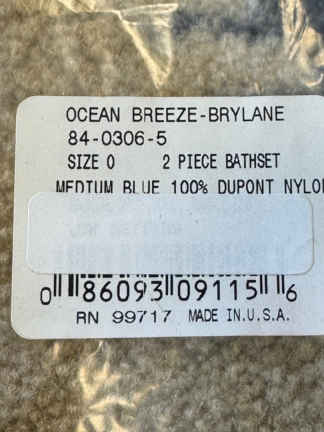 OCEAN BREEZE-BRYLANE
84-0306-5
SIZE 0 2 PIECE BATHSET
MEDIUM BLUE 100% DUPONT NYLON
0 86093 09115 6
RN 99717 MADE IN U.S.A.